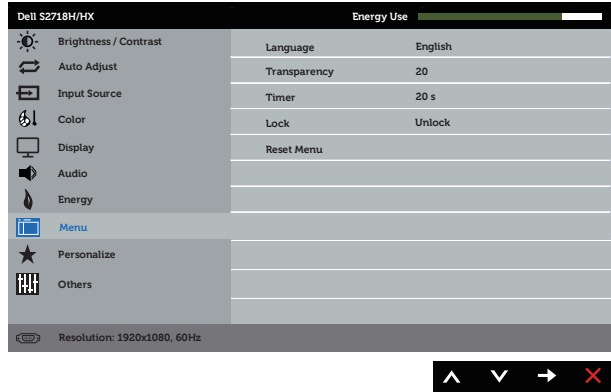 Dell S2718H/HX Energy Use
Brightness / Contrast
Auto Adjust
Input Source
Color
Display
Audio
Energy
Menu
Personalize
Others
Language English
Transparency 20
Timer 20 s
Lock Unlock
Reset Menu
Resolution: 1920x1080, 60Hz